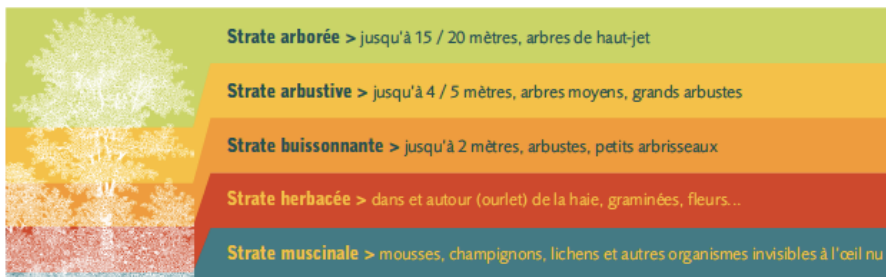 Strate arborée > jusqu'à 15 / 20 mètres, arbres de haut-jet
Strate arbustive > jusqu'à 4 / 5 mètres, arbres moyens, grands arbustes
Strate buissonnante > jusqu'à 2 mètres, arbustes, petits arbrisseaux
Strate herbacée > dans et autour (ourlet) de la haie, graminées, fleurs...
Strate muscinale > mousses, champignons, lichens et autres organismes invisibles à l'œil nu